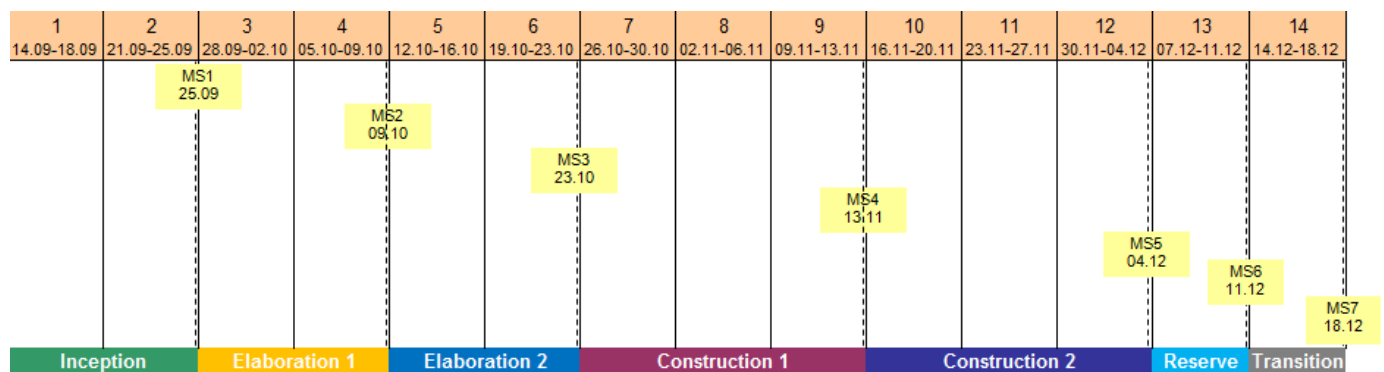 1 2 3 4 5 6 7 8 9 10 11 12 13 14
14.09-18.09 21.09-25.09 28.09-02.10 05.10-09.10 12.10-16.10 19.10-23.10 26.10-30.10 02.11-06.11 09.11-13.11 16.11-20.11 23.11-27.11 30.11-04.12 07.12-11.12 14.12-18.12
MS1
25.09
MS2
09.10
MS3
23.10
MS4
13.11
MS5
04.12
MS6
11.12
MS7
18.12
Inception Elaboration 1 Elaboration 2 Construction 1 Construction 2 Reserve Transition